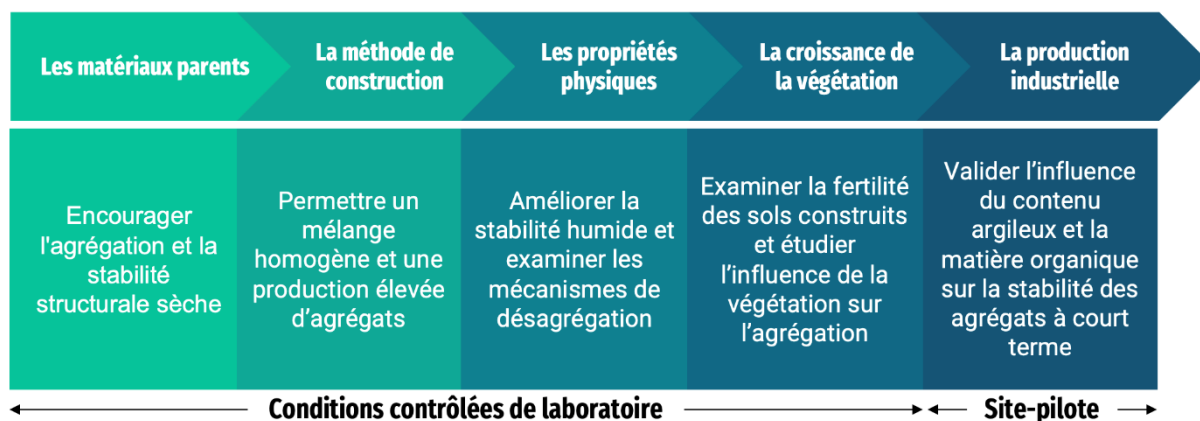 Les matériaux parents
La méthode de
construction
Les propriétés
physiques
La croissance de
la végétation
La production
industrielle
Encourager
l'agrégation et la
stabilité
structurale sèche
Permettre un
mélange
homogène et une
production élevée
d'agrégats
Améliorer la
stabilité humide et
examiner les
mécanismes de
désagrégation
Examiner la fertilité
des sols construits
et étudier
l'influence de la
végétation sur
l'agrégation
Valider l'influence
du contenu
argileux et la
matière organique
sur la stabilité des
agrégats à court
terme
Conditions contrôlées de laboratoire
Site-pilote